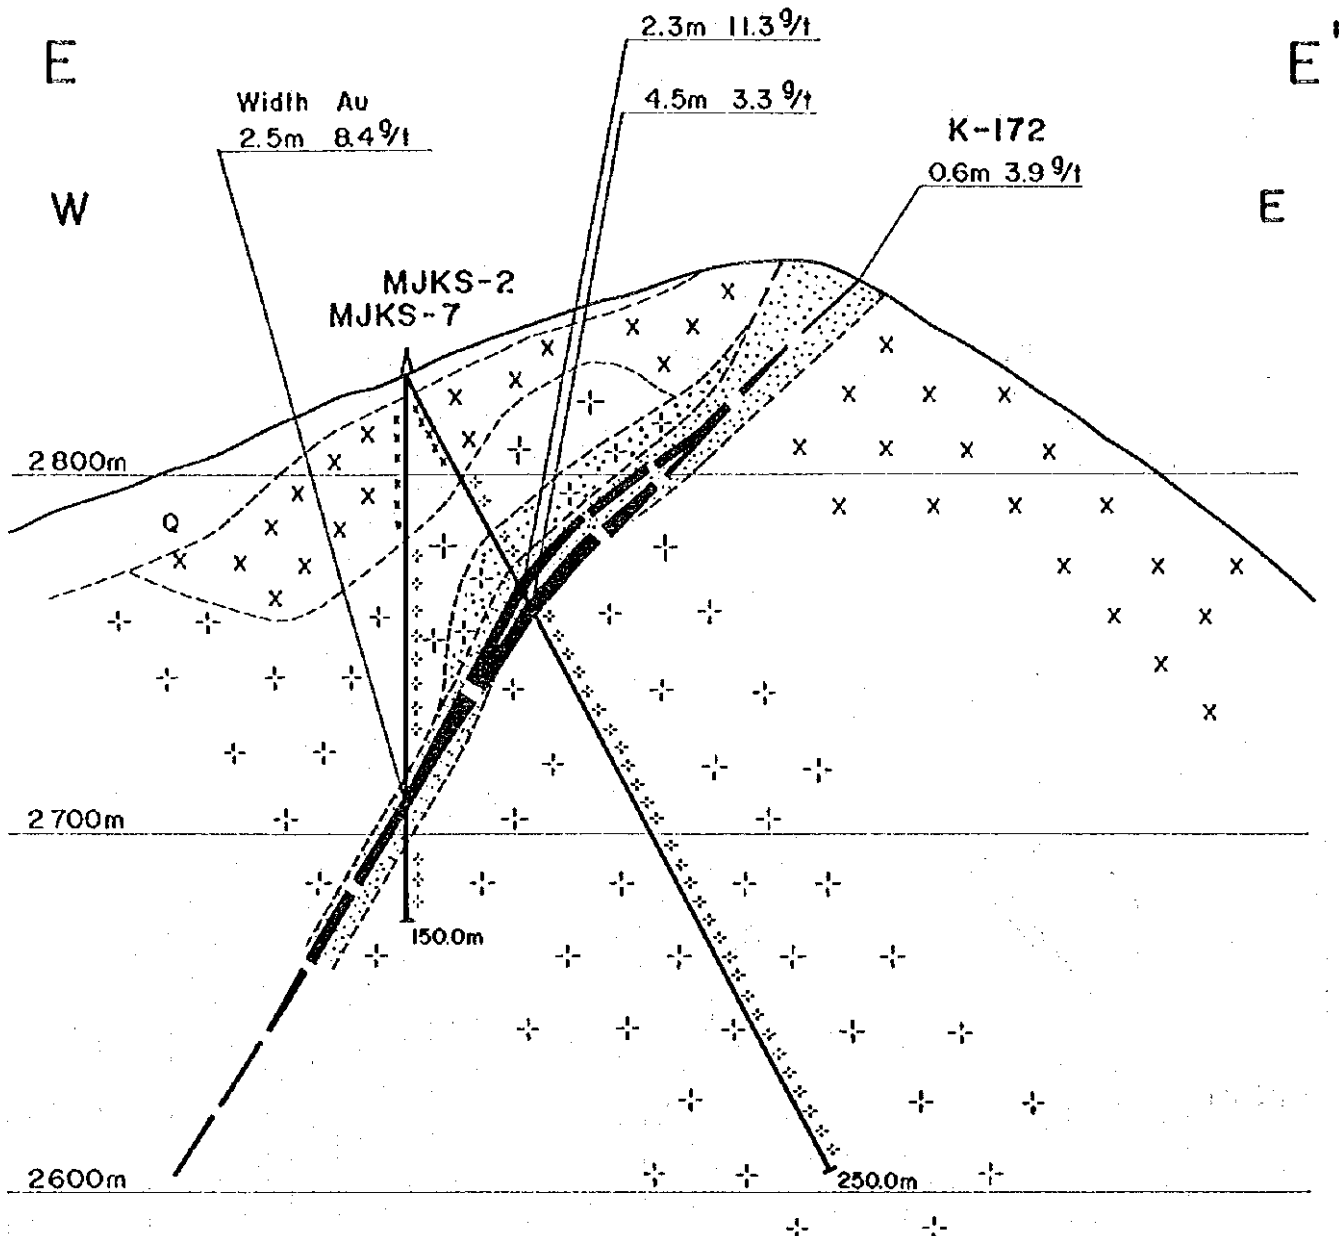 E
E'
2.3m 11.3 g/t
4.5m 3.3 g/t
Width Au
2.5m 8.4 g/t
K-172
0.6m 3.9 g/t
W
E
MJKS-2
MJKS-7
2800m
Q
2700m
150.0m
2600m
250.0m